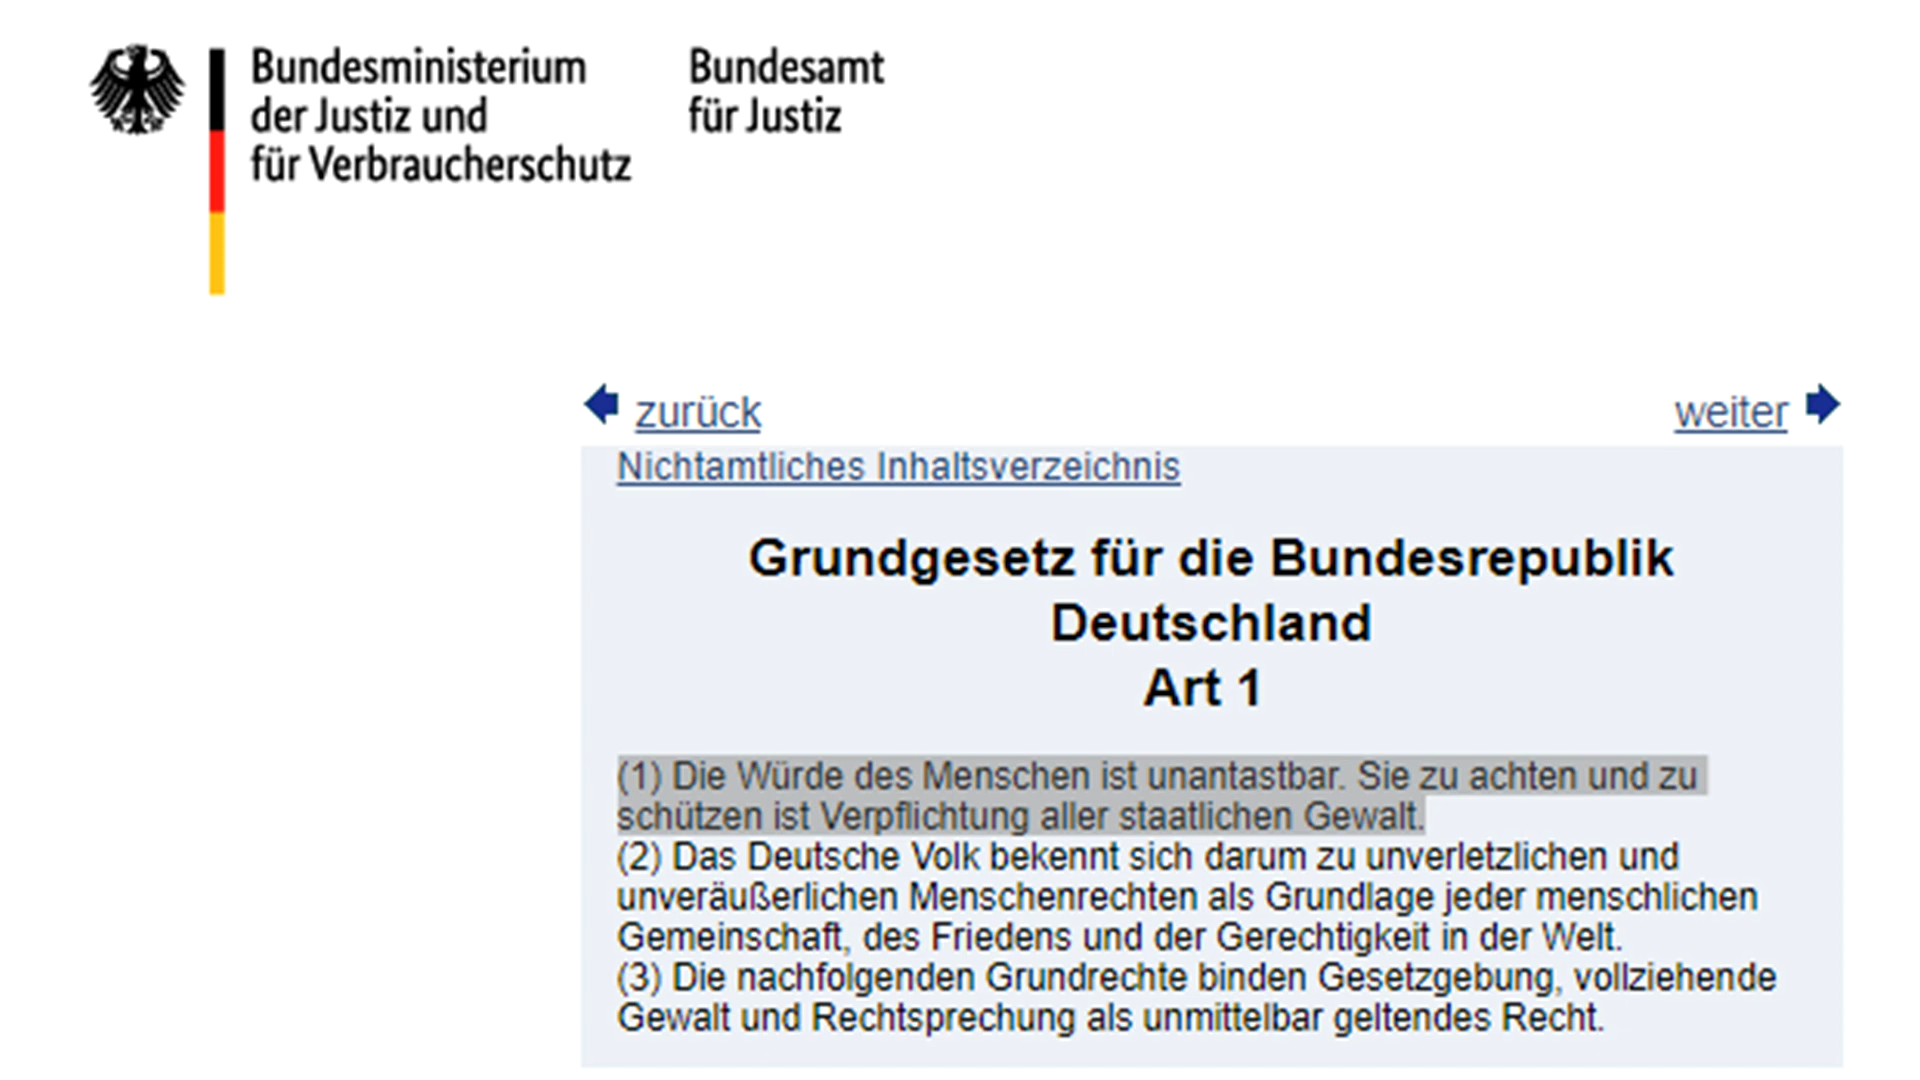 Bundesministerium
der Justiz und
für Verbraucherschutz
Bundesamt
für Justiz
zurück
weiter
Nichtamtliches Inhaltsverzeichnis
Grundgesetz für die Bundesrepublik
Deutschland
Art 1
(1) Die Würde des Menschen ist unantastbar. Sie zu achten und zu
schützen ist Verpflichtung aller staatlichen Gewalt.
(2) Das Deutsche Volk bekennt sich darum zu unverletzlichen und
unveräußerlichen Menschenrechten als Grundlage jeder menschlichen
Gemeinschaft, des Friedens und der Gerechtigkeit in der Welt.
(3) Die nachfolgenden Grundrechte binden Gesetzgebung, vollziehende
Gewalt und Rechtsprechung als unmittelbar geltendes Recht.